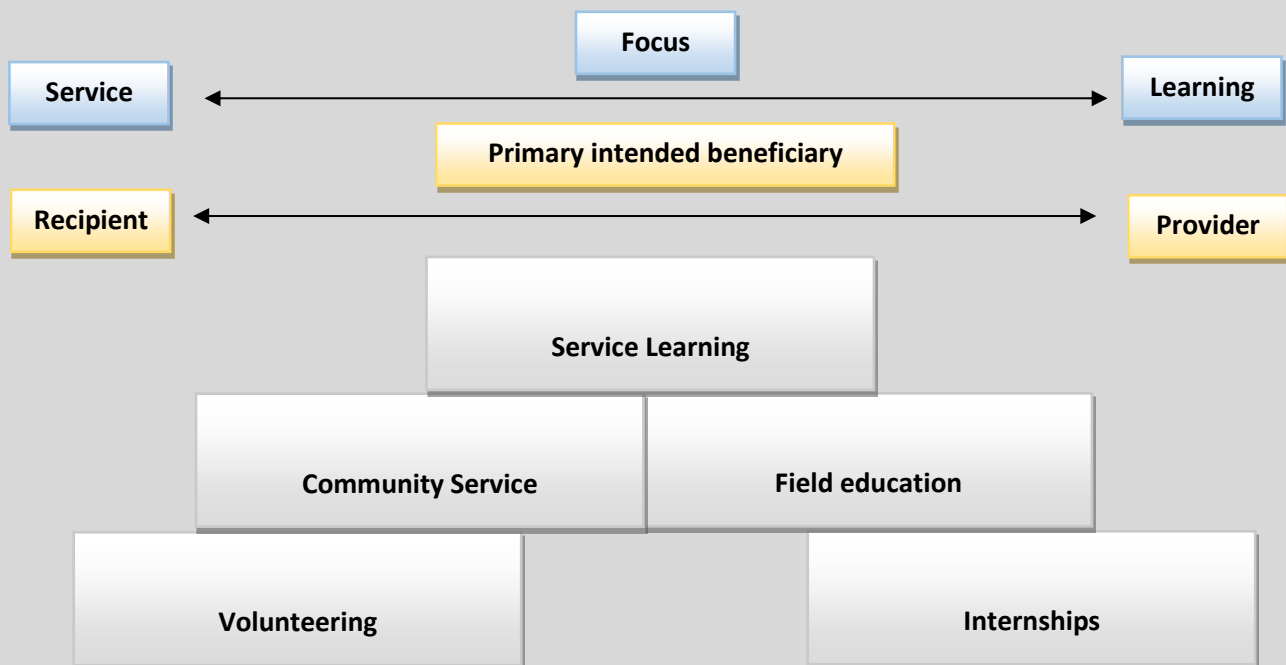 Focus
Service
Learning
Primary intended beneficiary
Recipient
Provider
Service Learning
Community Service
Field education
Volunteering
Internships